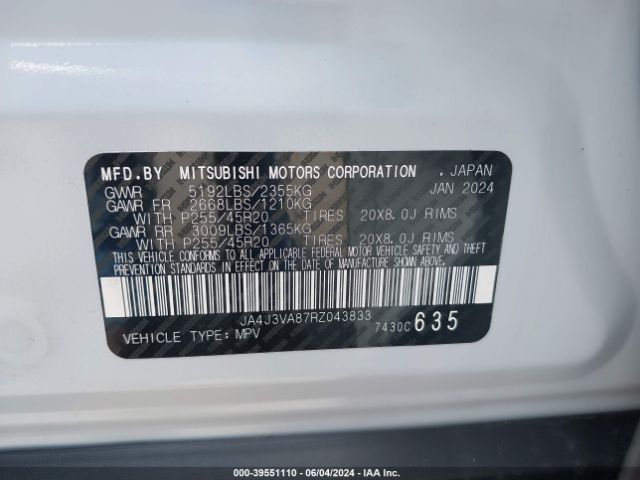 MFD.BY MITSUBISHI MOTORS CORPORATION . JAPAN
GVWR 5192LBS/2355KG JAN 2024
GAWR FR 2668LBS/1210KG
WITH P255/45R20 TIRES 20X8.0J RIMS
GAWR RR 3009LBS/1365KG
WITH P255/45R20 TIRES 20X8.0J RIMS
THIS VEHICLE CONFORMS TO ALL APPLICABLE FEDERAL MOTOR VEHICLE SAFETY AND THEFT
PREVENTION STANDARDS IN EFFECT ON THE DATE OF MANUFACTURE SHOWN ABOVE.
JA4J3VA87RZ043833
VEHICLE TYPE: MPV 7430C 635
000-39551110 - 06/04/2024 - IAA Inc.